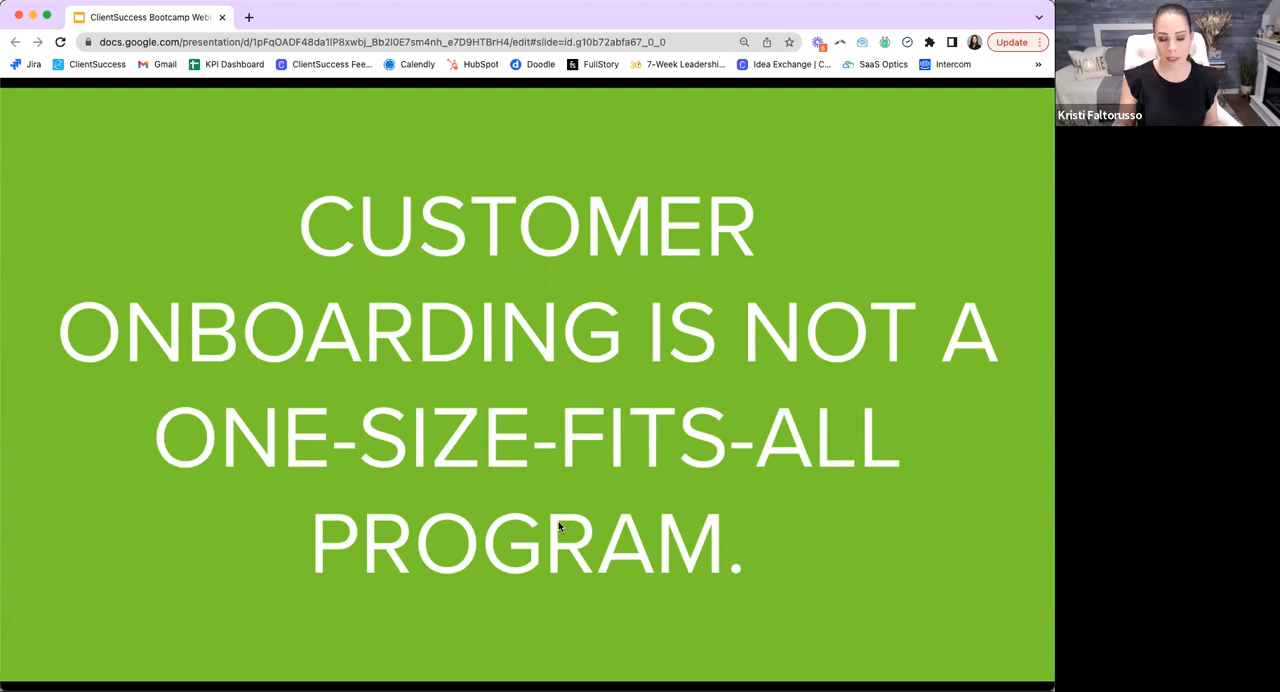 ClientSuccess Bootcamp Webi
docs.google.com/presentation/d/1pFqOADF48da1lP8xwbj_Bb2l0E7sm4nh_e7D9HTBrH4/edit#slide=id.g10b72abfa67_0_0
Update
Jira ClientSuccess Gmail KPI Dashboard ClientSuccess Fee... Calendly HubSpot Doodle FullStory 7-Week Leadershi... Idea Exchange | C... SaaS Optics Intercom »
CUSTOMER
ONBOARDING IS NOT A
ONE-SIZE-FITS-ALL
PROGRAM.
HOME
Kristi Faltorusso